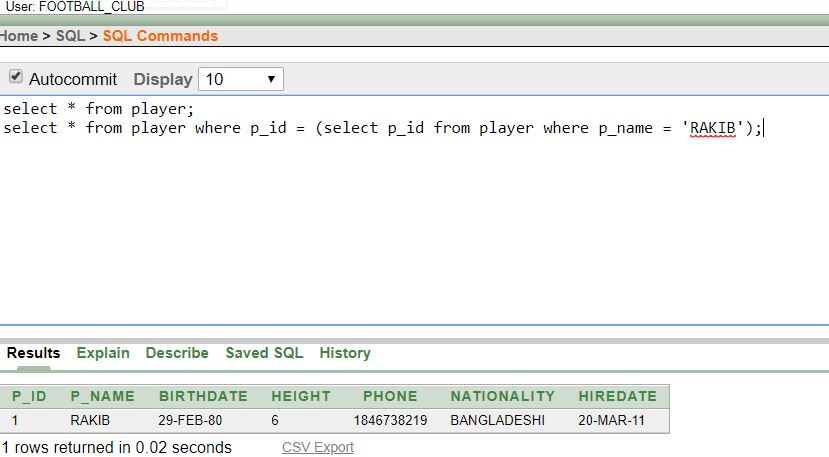 User: FOOTBALL_CLUB
Home > SQL > SQL Commands
Autocommit Display 10
select * from player;
select * from player where p_id = (select p_id from player where p_name = 'RAKIB');
Results Explain Describe Saved SQL History
P_ID P_NAME BIRTHDATE HEIGHT PHONE NATIONALITY HIREDATE
1 RAKIB 29-FEB-80 6 1846738219 BANGLADESHI 20-MAR-11
1 rows returned in 0.02 seconds CSV Export